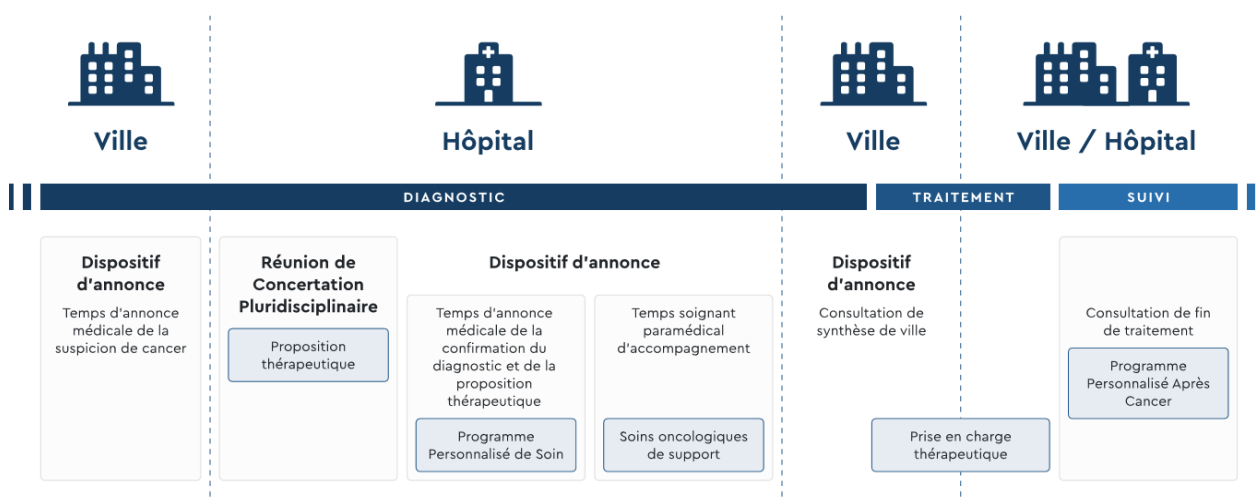 Ville
Hôpital
Ville
Ville / Hôpital
DIAGNOSTIC
TRAITEMENT
SUIVI
Dispositif
d'annonce
Temps d'annonce
médicale de la
suspicion de cancer
Réunion de
Concertation
Pluridisciplinaire
Proposition
thérapeutique
Dispositif d'annonce
Temps d'annonce
médicale de la
confirmation du
diagnostic et de la
proposition
thérapeutique
Programme
Personnalisé de Soin
Temps soignant
paramédical
d'accompagnement
Soins oncologiques
de support
Dispositif
d'annonce
Consultation de
synthèse de ville
Prise en charge
thérapeutique
Consultation de fin
de traitement
Programme
Personnalisé Après
Cancer